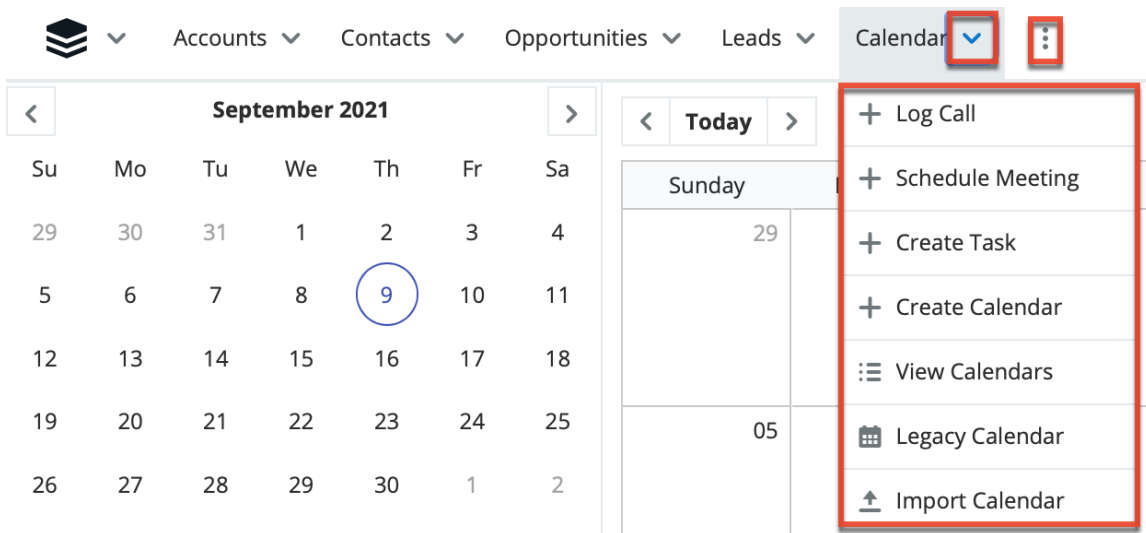 Accounts Contacts Opportunities Leads Calendar
September 2021
Su Mo Tu We Th Fr Sa
29 30 31 1 2 3 4
5 6 7 8 9 10 11
12 13 14 15 16 17 18
19 20 21 22 23 24 25
26 27 28 29 30 1 2
Today
Sunday
29
05
Log Call
Schedule Meeting
Create Task
Create Calendar
View Calendars
Legacy Calendar
Import Calendar